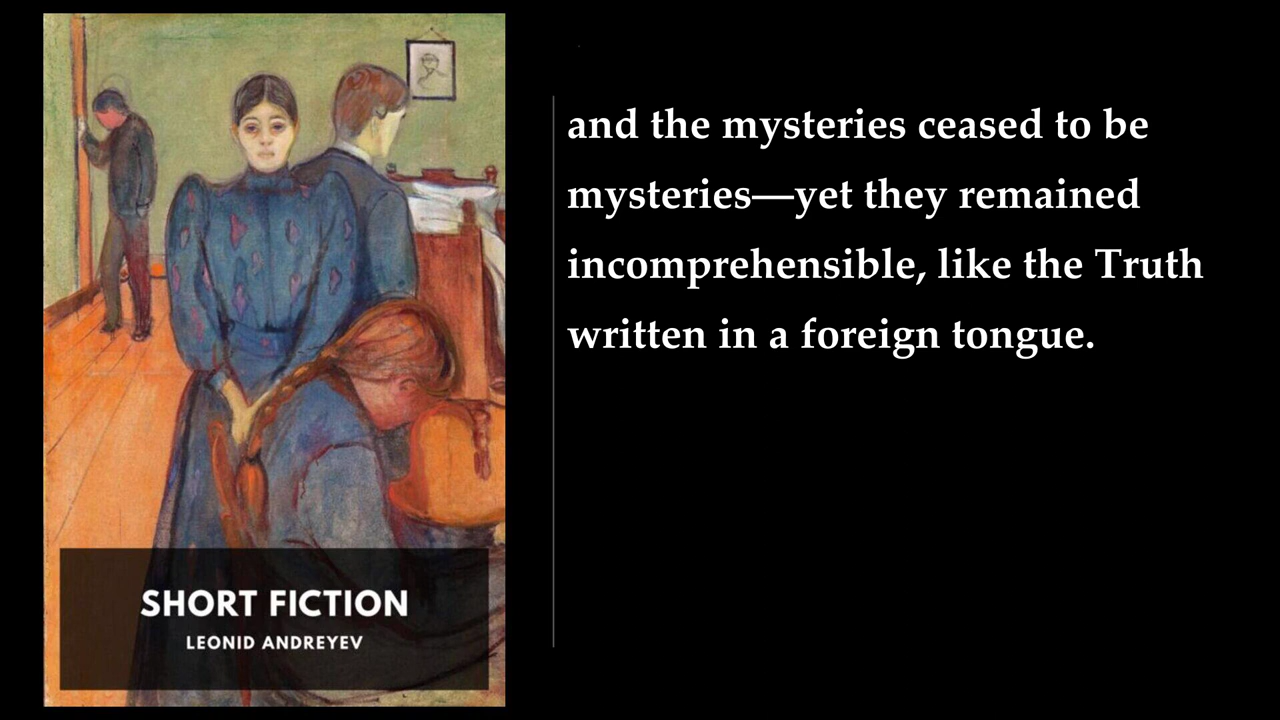 SHORT FICTION
LEONID ANDREYEV
and the mysteries ceased to be
mysteries—yet they remained
incomprehensible, like the Truth
written in a foreign tongue.